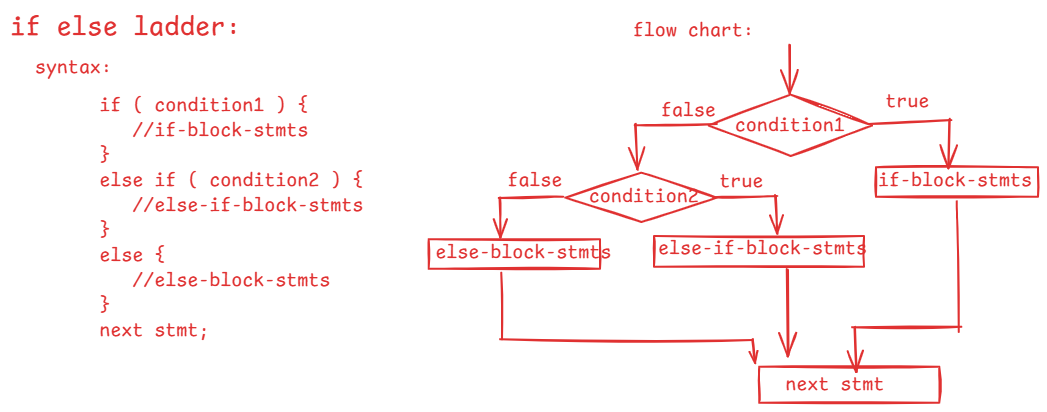 if else ladder:
syntax:
if ( condition1 ) {
//if-block-stmts
}
else if ( condition2 ) {
//else-if-block-stmts
}
else {
//else-block-stmts
}
next stmt;
flow chart:
false
true
condition1
false
true
if-block-stmts
condition2
else-block-stmts
else-if-block-stmts
next stmt